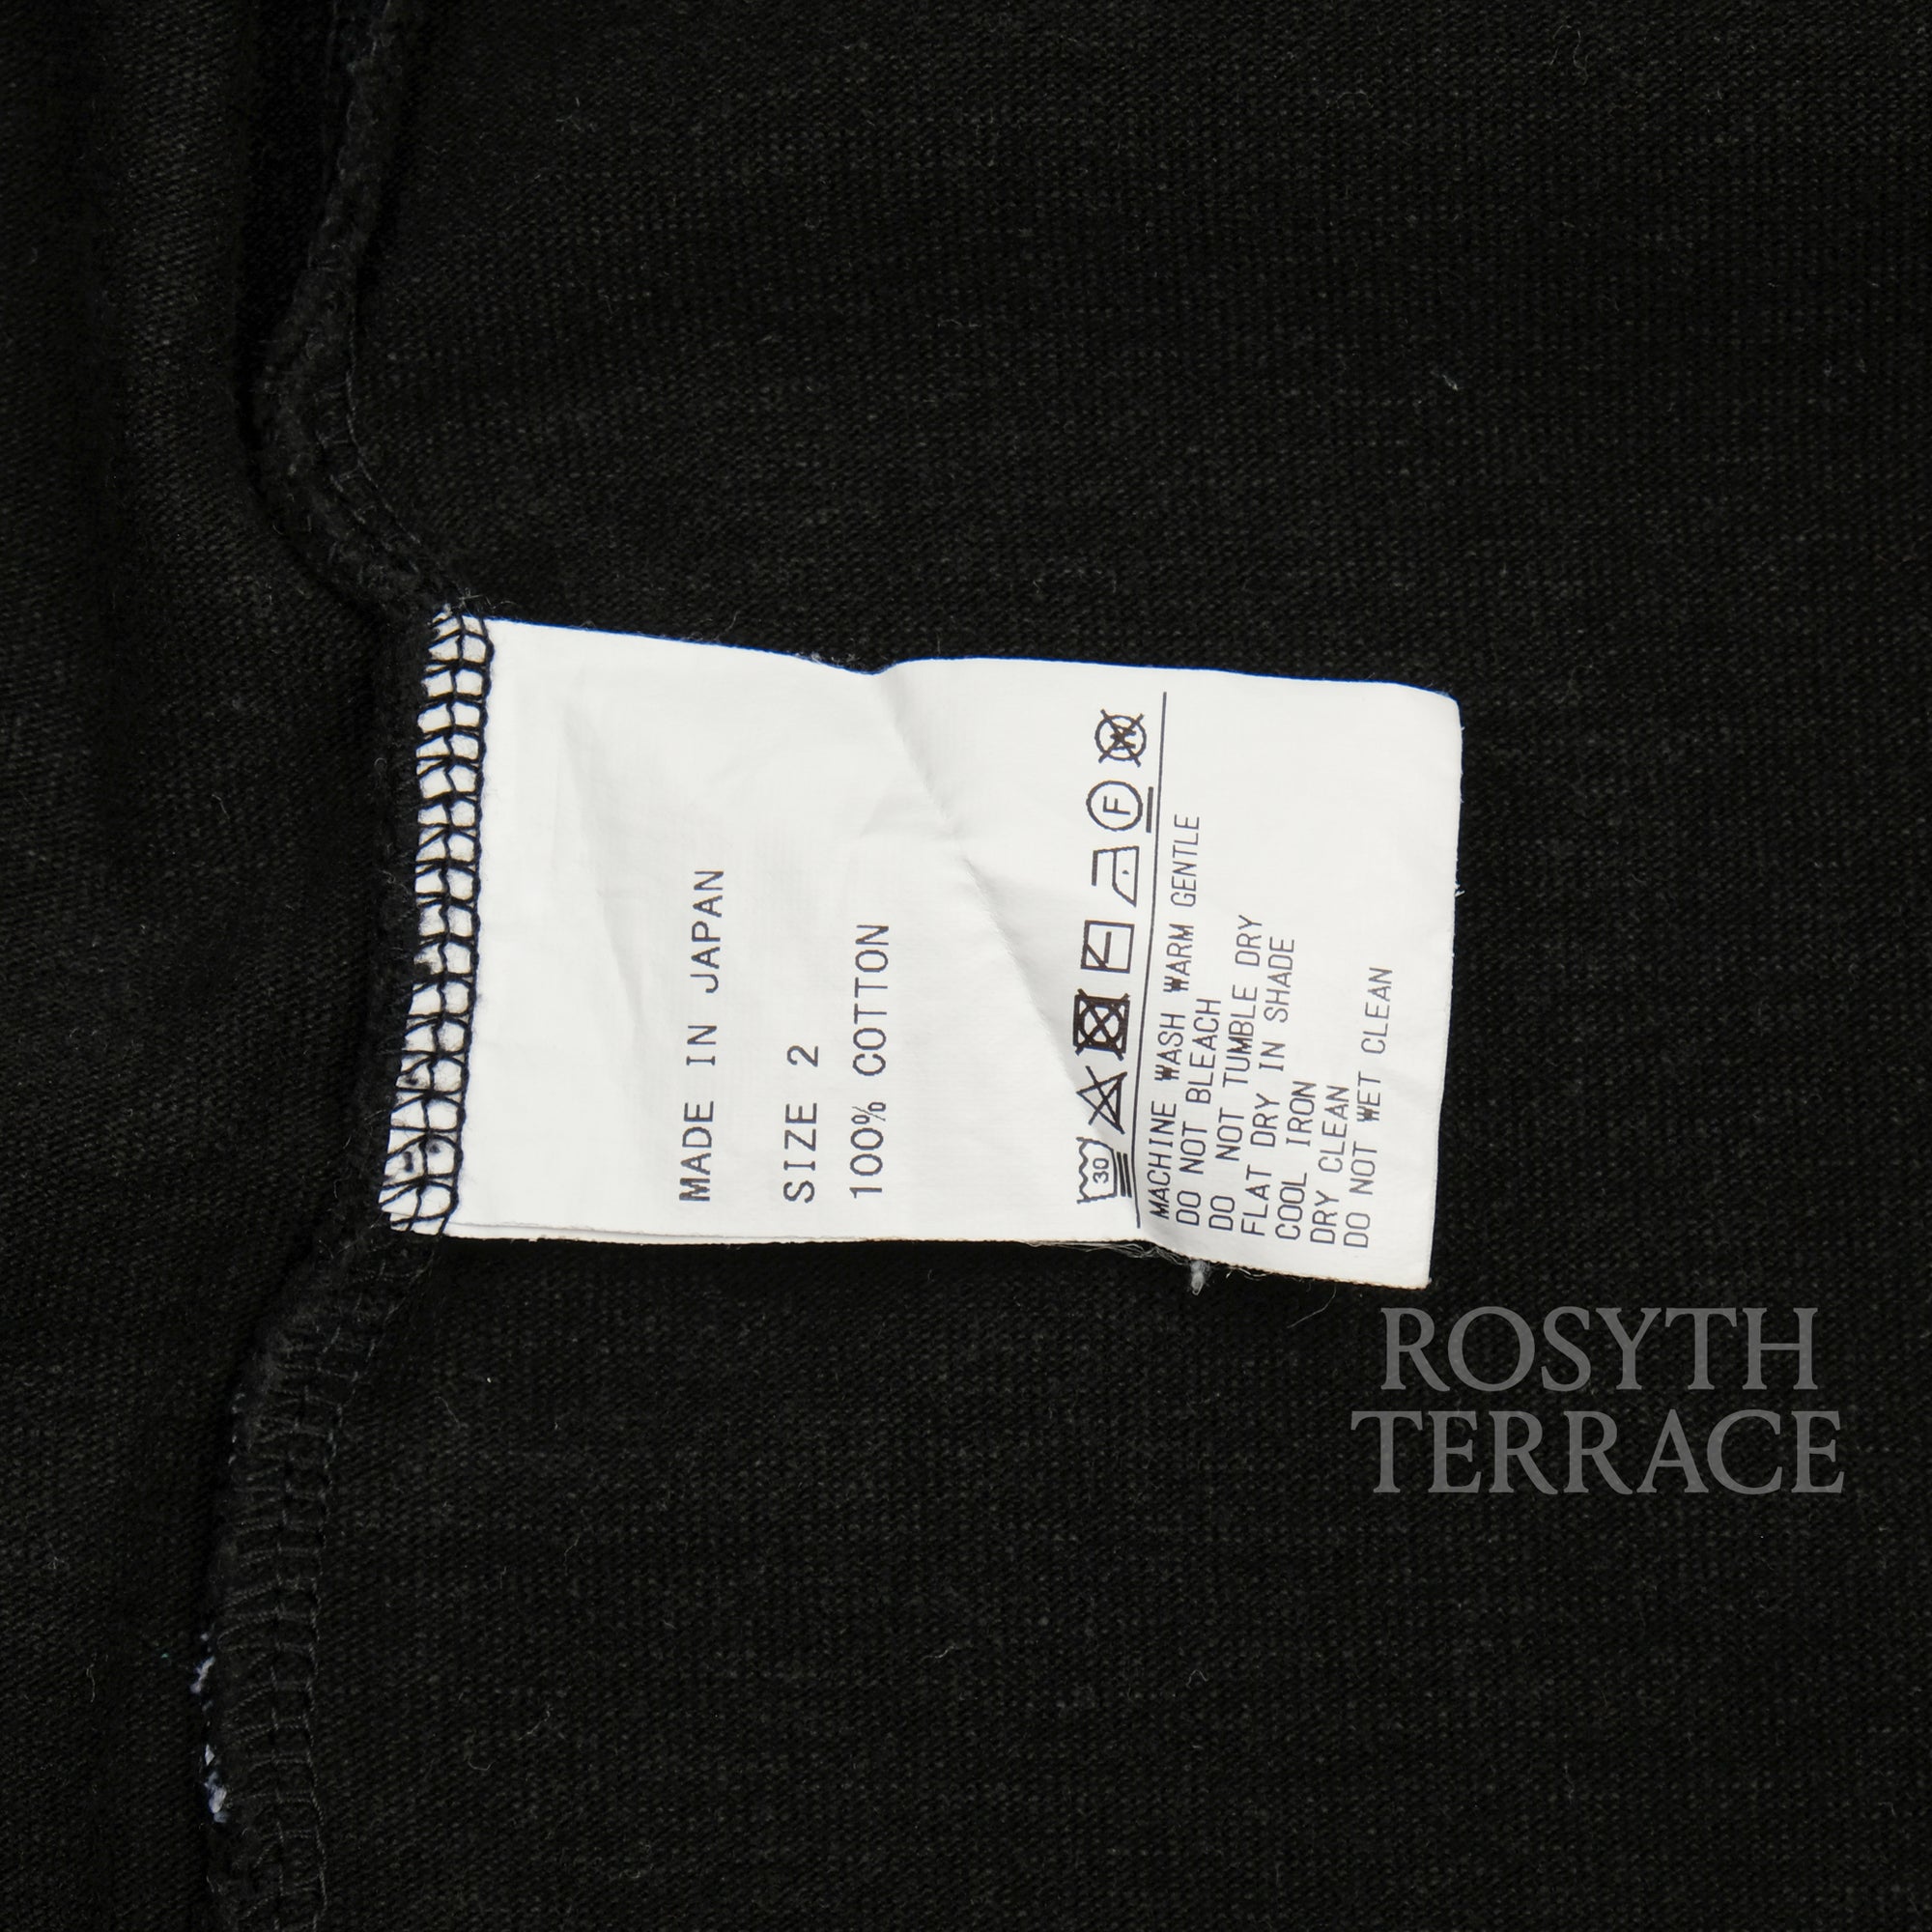 MADE IN JAPAN
SIZE 2
100% COTTON
30
F
W
MACHINE WASH WARM GENTLE
DO NOT BLEACH
DO NOT TUMBLE DRY
FLAT DRY IN SHADE
COOL IRON
DRY CLEAN
DO NOT WET CLEAN
ROSYTH
TERRACE